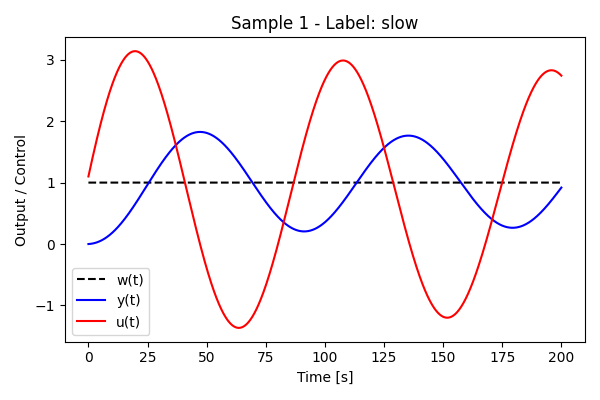 Sample 1 - Label: slow
Output / Control
3
2
1
0
−1
w(t)
y(t)
u(t)
0 25 50 75 100 125 150 175 200
Time [s]